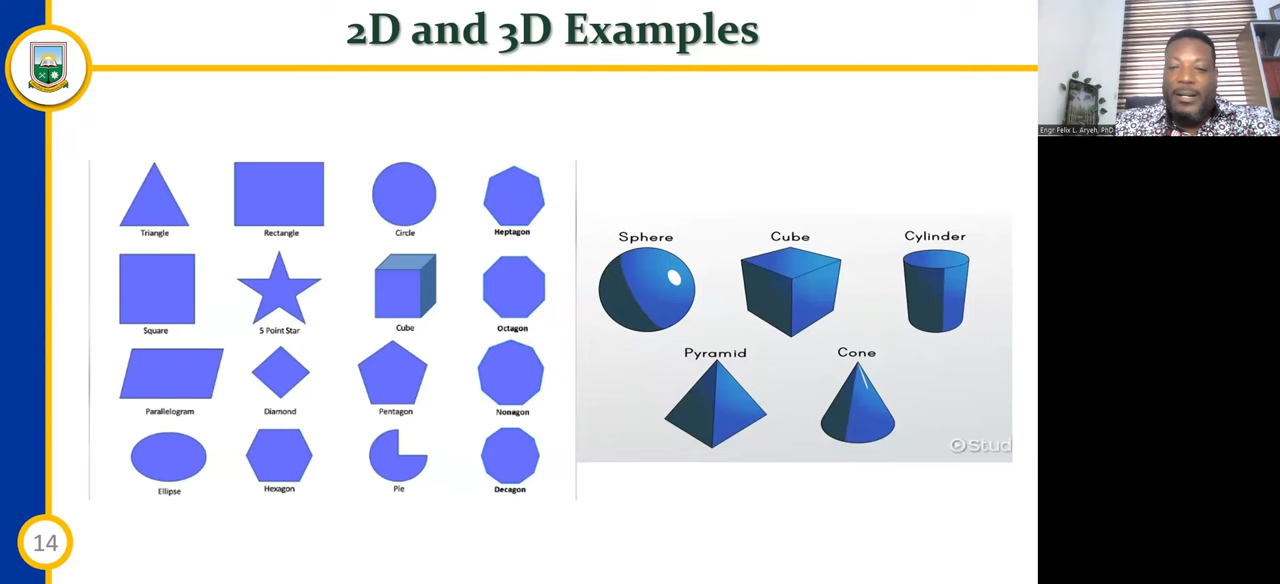 2D and 3D Examples
Engr Felix L. Aryeh, PhD
Triangle
Rectangle
Circle
Heptagon
Square
5 Point Star
Cube
Octagon
Parallelogram
Diamond
Pentagon
Nonagon
Ellipse
Hexagon
Pie
Decagon
Sphere
Cube
Cylinder
Pyramid
Cone
Stud
14